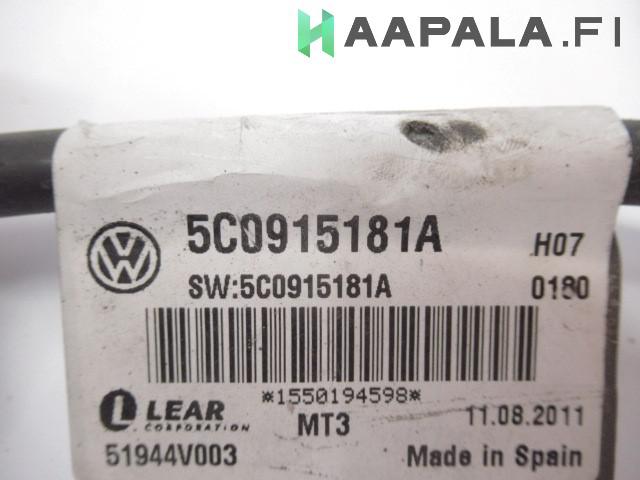 HAAPALA.FI
5C0915181A
H07
SW:5C0915181A
0180
*1550194598*
LEAR
CORPORATION
MT3
11.08.2011
51944V003
Made in Spain